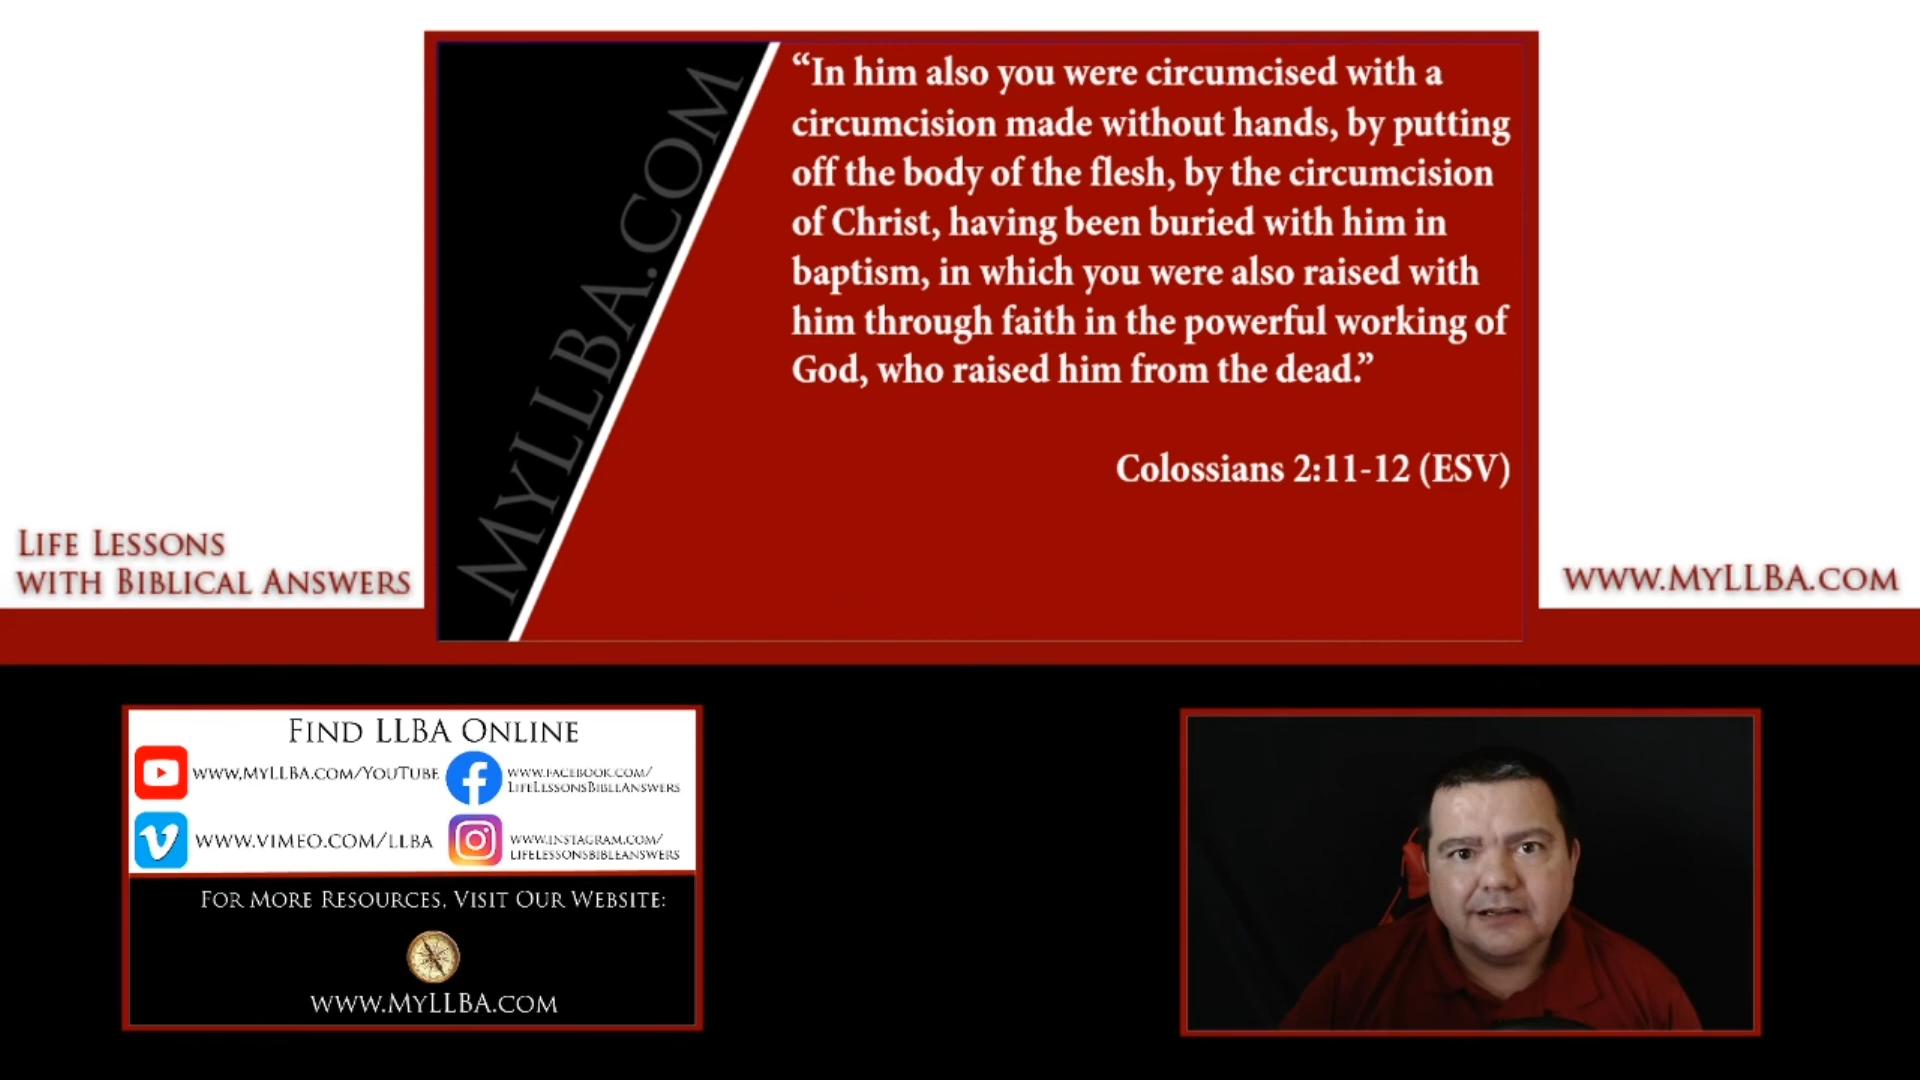 “In him also you were circumcised with a
circumcision made without hands, by putting
off the body of the flesh, by the circumcision
of Christ, having been buried with him in
baptism, in which you were also raised with
him through faith in the powerful working of
God, who raised him from the dead.”
Colossians 2:11-12 (ESV)
MyLLBA.com
Life Lessons
with Biblical Answers
www.MyLLBA.com
Find LLBA Online
www.MyLLBA.com/YouTube
www.facebook.com/
LifeLessonsBiblAnswers
www.vimeo.com/llba
www.instagram.com/
lifelessonsbibleanswers
For More Resources, Visit Our Website:
www.MyLLBA.com